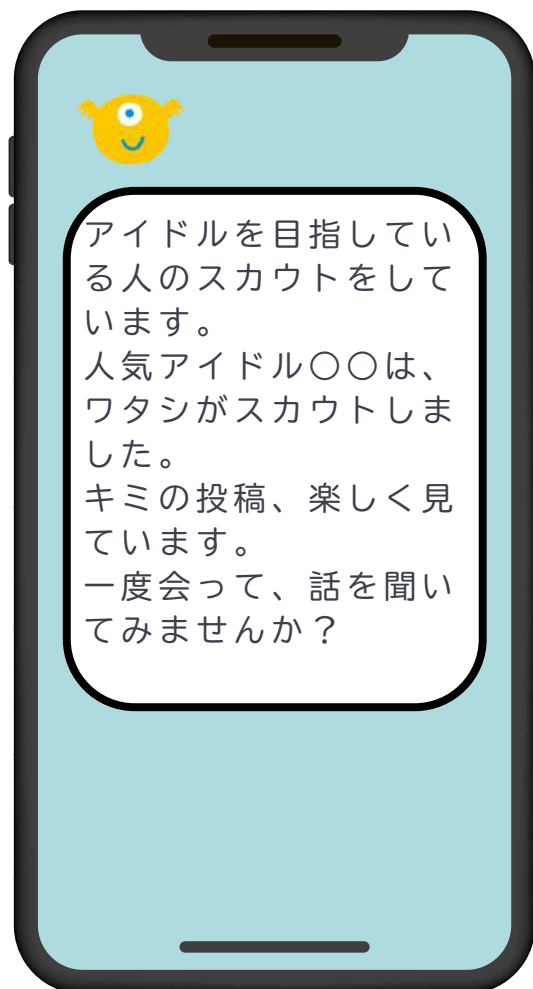 アイドルを目指してい
る人のスカウトをして
います。
人気アイドル〇〇は、
ワタシがスカウトしま
した。
キミの投稿、楽しく見
ています。
一度会って、話を聞い
てみませんか？